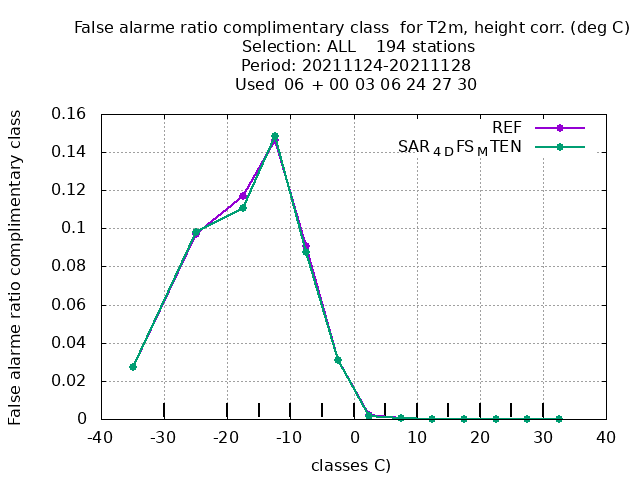 False alarme ratio complimentary class  for T2m, height corr. (deg C)
Selection: ALL    194 stations
Period: 20211124-20211128
Used  06 + 00 03 06 24 27 30
False alarme ratio complimentary class
0.16
0.14
0.12
0.1
0.08
0.06
0.04
0.02
0
REF
SAR4DFSMTEN
-40 -30 -20 -10 0 10 20 30 40
classes C)